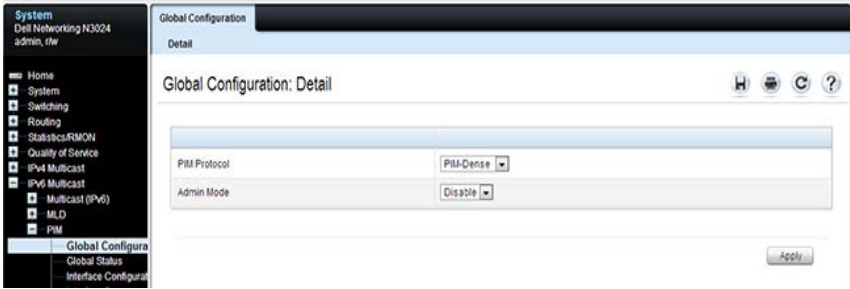 System
Dell Networking N3024
admin, r/w
Home
System
Switching
Routing
Statistics/RMON
Quality of Service
IPv4 Multicast
IPv6 Multicast
Multicast (IPv6)
MLD
PIM
Global Configura
Global Status
Interface Configurat
Global Configuration
Detail
Global Configuration: Detail
H C ?
PIM Protocol PIM-Dense
Admin Mode Disable
Apply